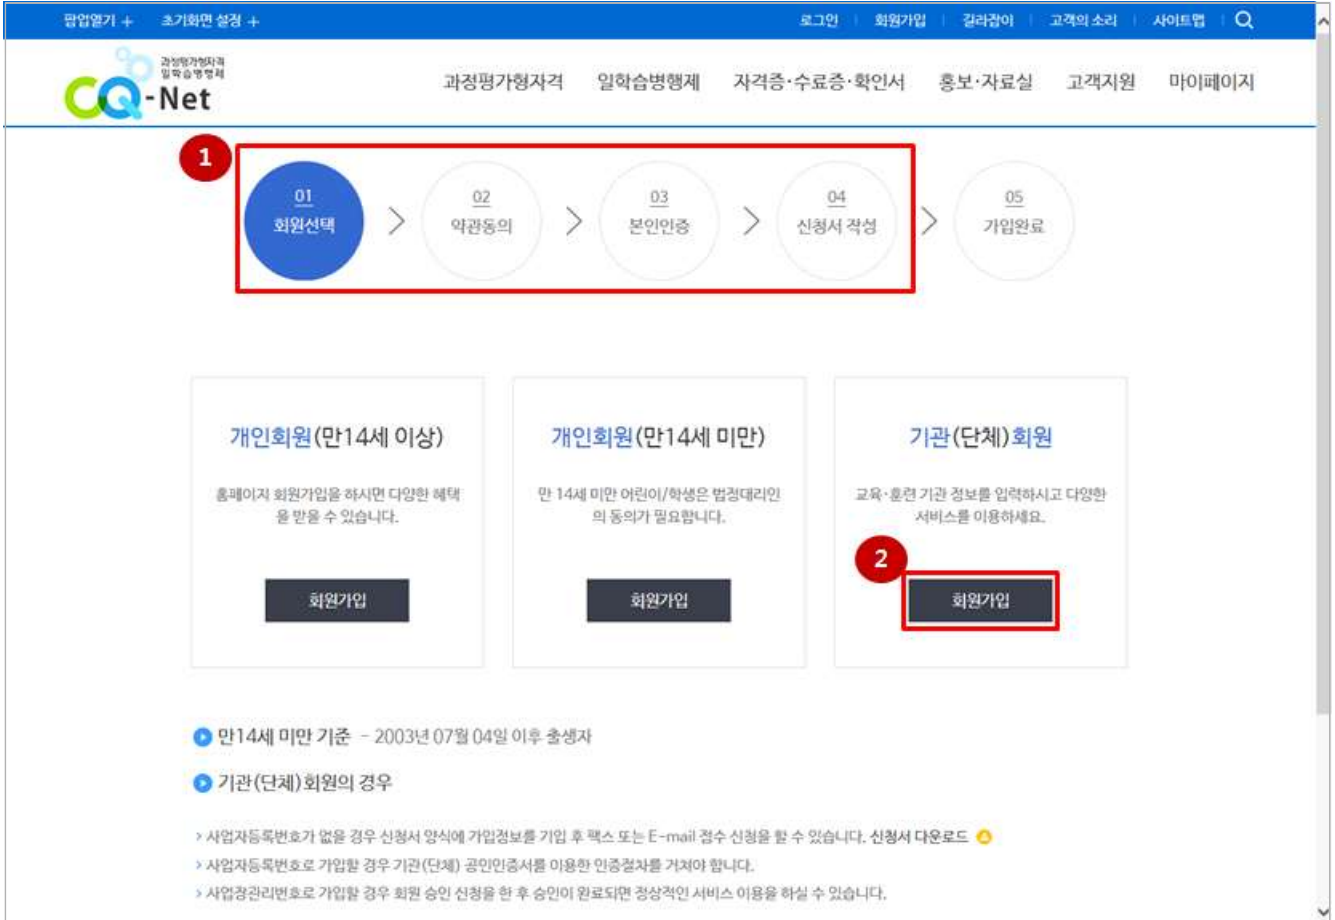 팝업열기 + 초기화면 설정 + 로그인 회원가입 길라잡이 고객의 소리 사이트맵
과정평가형자격
일학습병행제
CQ-Net
과정평가형자격 일학습병행제 자격증·수료증·확인서 홍보·자료실 고객지원 마이페이지
1
01 > 02 > 03 > 04 > 05
회원선택 약관동의 본인인증 신청서 작성 가입완료
개인회원(만14세 이상)
홈페이지 회원가입을 하시면 다양한 혜택
을 받을 수 있습니다.
회원가입
개인회원(만14세 미만)
만 14세 미만 어린이/학생은 법정대리인
의 동의가 필요합니다.
회원가입
기관(단체)회원
교육·훈련 기관 정보를 입력하시고 다양한
서비스를 이용하세요.
2
회원가입
만14세 미만 기준 - 2003년 07월 04일 이후 출생자
기관(단체)회원의 경우
> 사업자등록번호가 없을 경우 신청서 양식에 가입정보를 기입 후 팩스 또는 E-mail 접수 신청을 할 수 있습니다. 신청서 다운로드
> 사업자등록번호로 가입할 경우 기관(단체) 공인인증서를 이용한 인증절차를 거쳐야 합니다.
> 사업장관리번호로 가입할 경우 회원 승인 신청을 한 후 승인이 완료되면 정상적인 서비스 이용을 하실 수 있습니다.